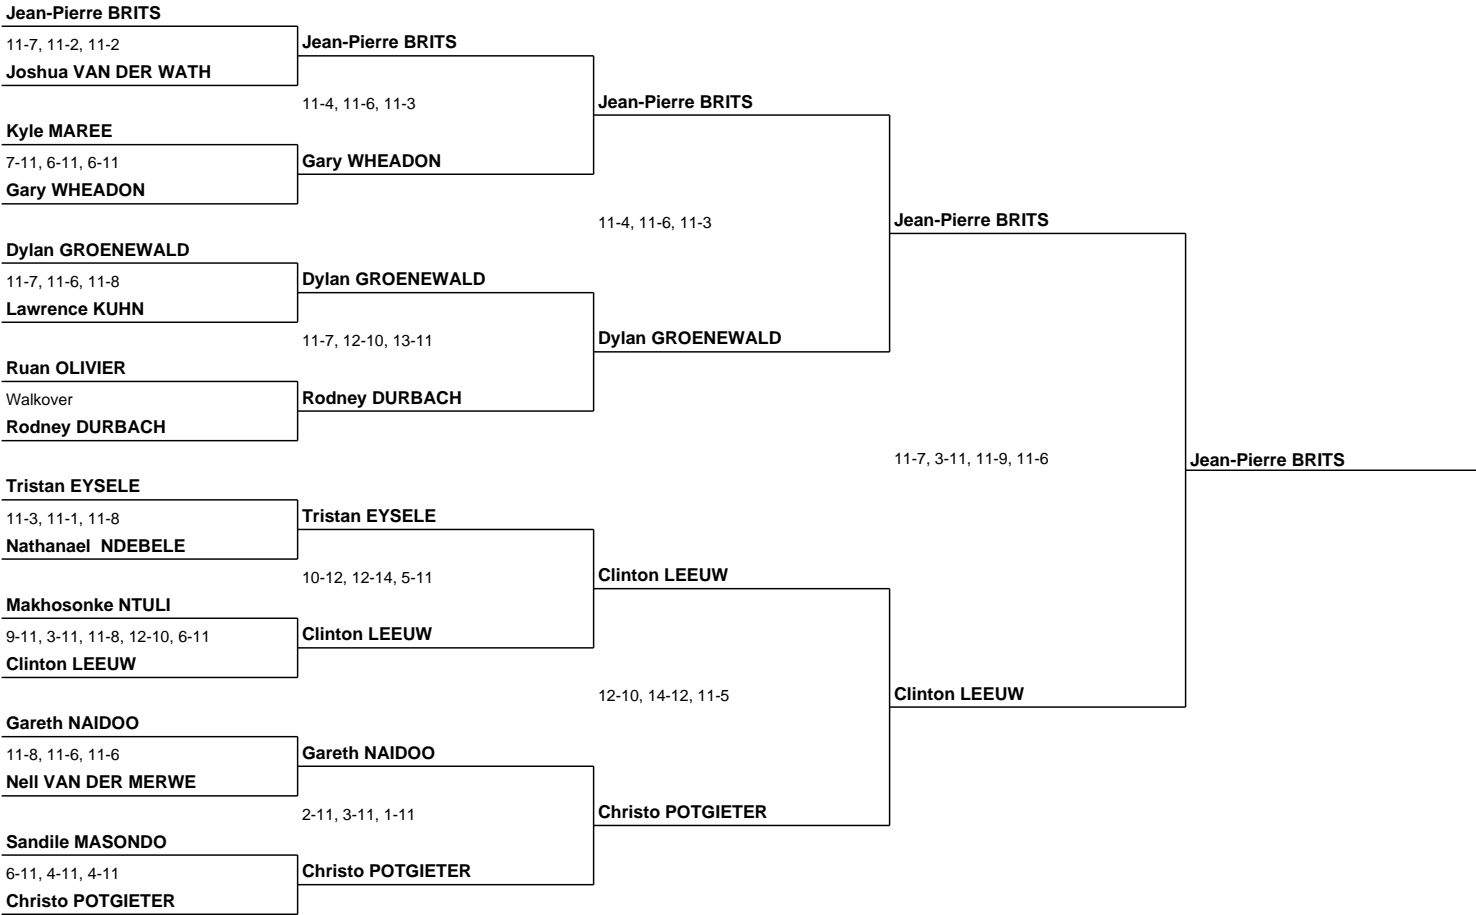 Jean-Pierre BRITS
11-7, 11-2, 11-2
Joshua VAN DER WATH
Kyle MAREE
7-11, 6-11, 6-11
Gary WHEADON
Dylan GROENEWALD
11-7, 11-6, 11-8
Lawrence KUHN
Ruan OLIVIER
Walkover
Rodney DURBACH
Tristan EYSELE
11-3, 11-1, 11-8
Nathanael  NDEBELE
Makhosonke NTULI
9-11, 3-11, 11-8, 12-10, 6-11
Clinton LEEUW
Gareth NAIDOO
11-8, 11-6, 11-6
Nell VAN DER MERWE
Sandile MASONDO
6-11, 4-11, 4-11
Christo POTGIETER
Jean-Pierre BRITS
11-4, 11-6, 11-3
Gary WHEADON
Dylan GROENEWALD
11-7, 12-10, 13-11
Rodney DURBACH
Tristan EYSELE
10-12, 12-14, 5-11
Clinton LEEUW
Gareth NAIDOO
2-11, 3-11, 1-11
Christo POTGIETER
Jean-Pierre BRITS
11-4, 11-6, 11-3
Dylan GROENEWALD
Clinton LEEUW
12-10, 14-12, 11-5
Christo POTGIETER
Jean-Pierre BRITS
11-7, 3-11, 11-9, 11-6
Clinton LEEUW
Jean-Pierre BRITS